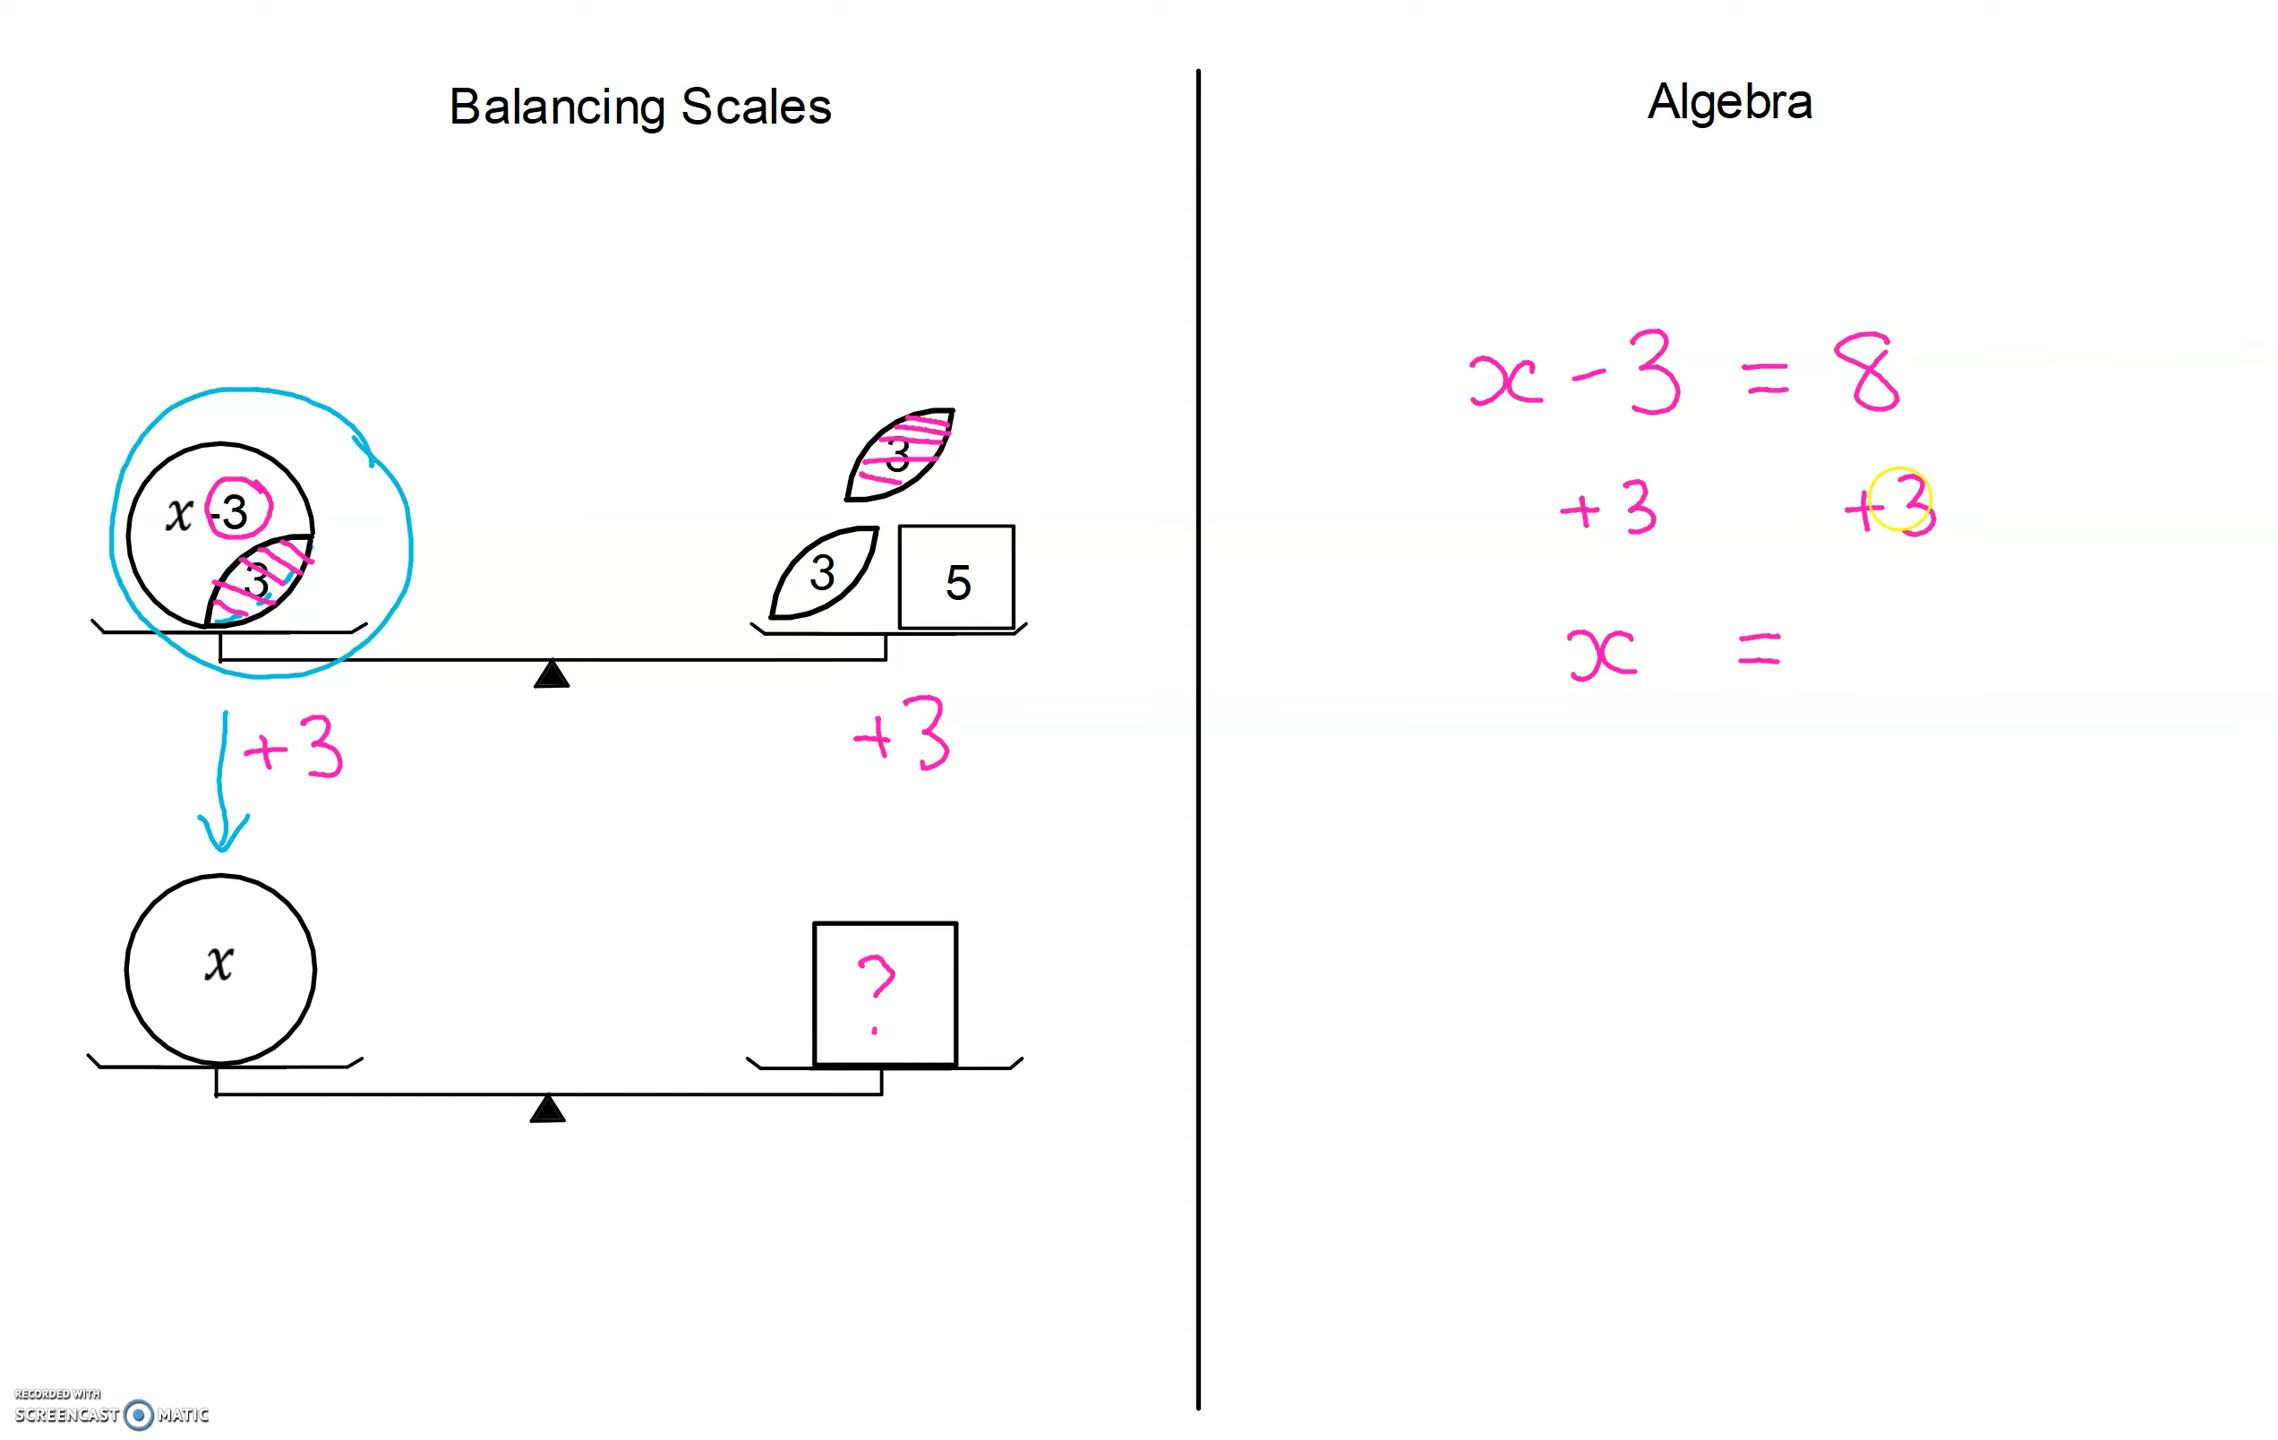 Balancing Scales
x -3
3
3
3
5
+3
+3
x
?
Algebra
x - 3 = 8
+3 +3
x =
RECORDED WITH
SCREENCAST MATIC